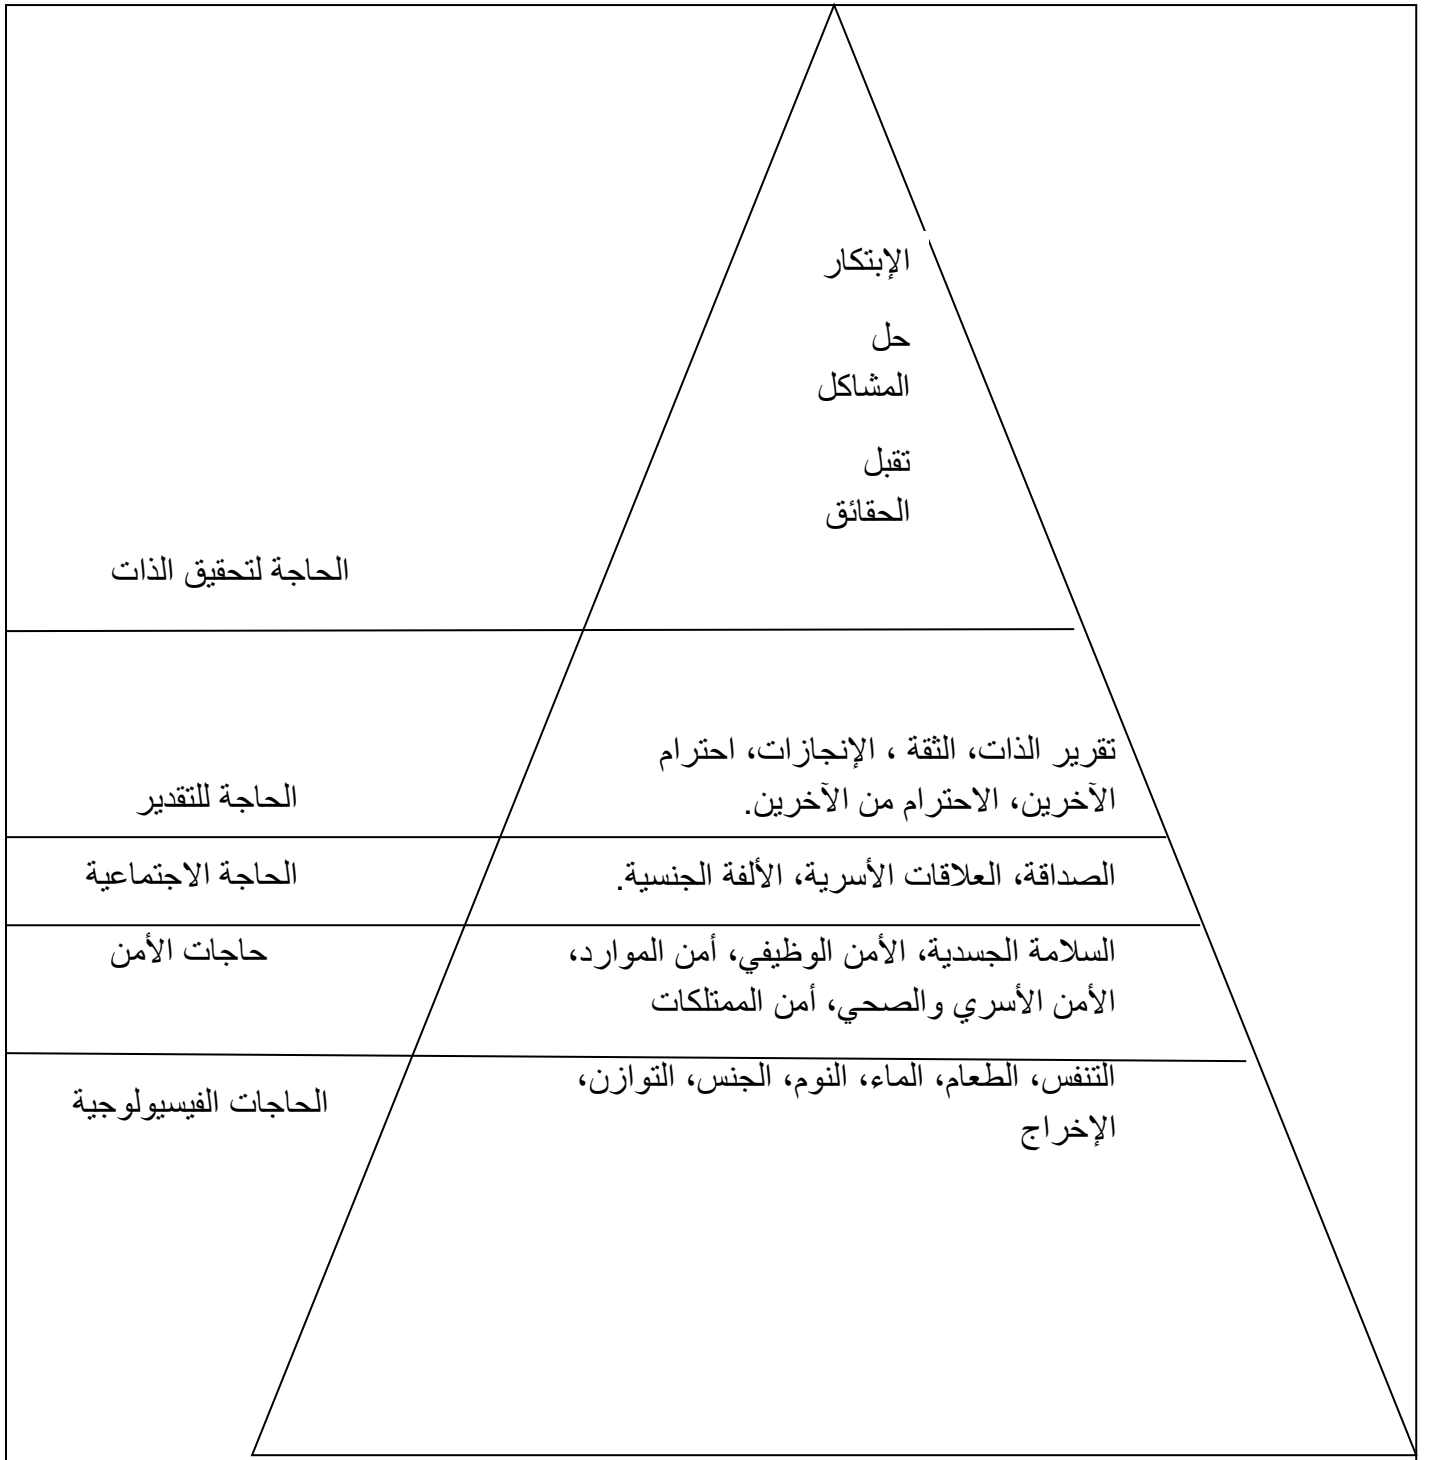 الإبتكار
حل
المشاكل
تقبل
الحقائق
الحاجة لتحقيق الذات
تقرير الذات، الثقة ، الإنجازات، احترام
الآخرين، الاحترام من الآخرين.
الحاجة للتقدير
الصداقة، العلاقات الأسرية، الألفة الجنسية.
الحاجة الاجتماعية
السلامة الجسدية، الأمن الوظيفي، أمن الموارد،
الأمن الأسري والصحي، أمن الممتلكات
حاجات الأمن
التنفس، الطعام، الماء، النوم، الجنس، التوازن،
الإخراج
الحاجات الفيسيولوجية